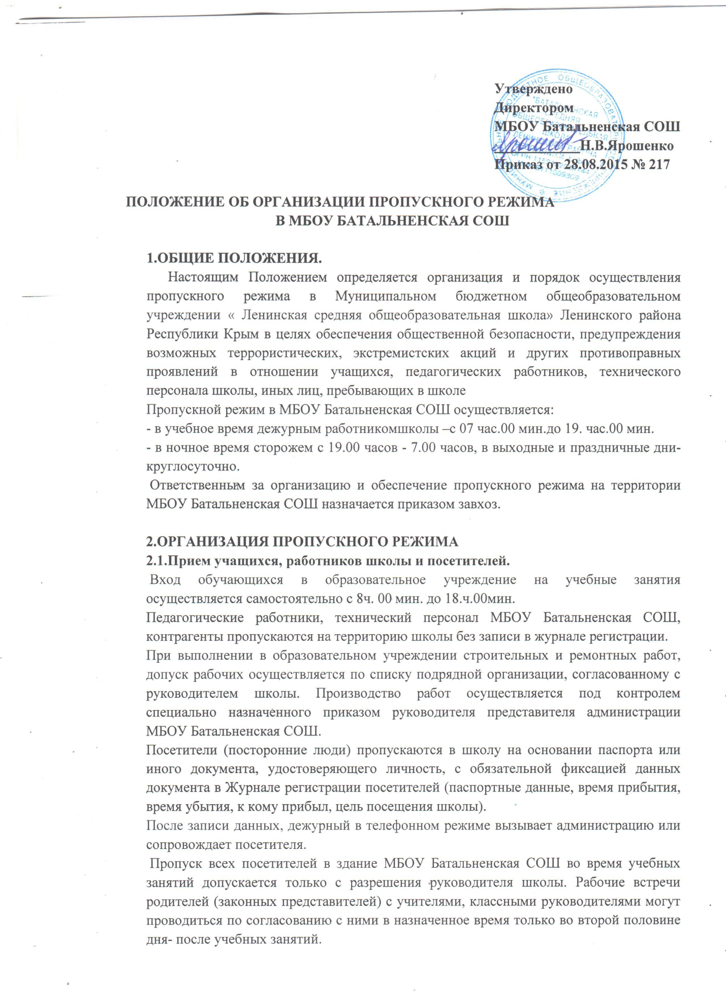 Утверждено
Директором
МБОУ Батальненская СОШ
____________Н.В.Ярошенко
Приказ от 28.08.2015 № 217
ПОЛОЖЕНИЕ ОБ ОРГАНИЗАЦИИ ПРОПУСКНОГО РЕЖИМА
В МБОУ БАТАЛЬНЕНСКАЯ СОШ
1.ОБЩИЕ ПОЛОЖЕНИЯ.
Настоящим Положением определяется организация и порядок осуществления
пропускного режима в Муниципальном бюджетном общеобразовательном
учреждении « Ленинская средняя общеобразовательная школа» Ленинского района
Республики Крым в целях обеспечения общественной безопасности, предупреждения
возможных террористических, экстремистских акций и других противоправных
проявлений в отношении учащихся, педагогических работников, технического
персонала школы, иных лиц, пребывающих в школе
Пропускной режим в МБОУ Батальненская СОШ осуществляется:
- в учебное время дежурным работникомшколы –с 07 час.00 мин.до 19. час.00 мин.
- в ночное время сторожем с 19.00 часов - 7.00 часов, в выходные и праздничные дни-
круглосуточно.
Ответственным за организацию и обеспечение пропускного режима на территории
МБОУ Батальненская СОШ назначается приказом завхоз.
2.ОРГАНИЗАЦИЯ ПРОПУСКНОГО РЕЖИМА
2.1.Прием учащихся, работников школы и посетителей.
Вход обучающихся в образовательное учреждение на учебные занятия
осуществляется самостоятельно с 8ч. 00 мин. до 18.ч.00мин.
Педагогические работники, технический персонал МБОУ Батальненская СОШ,
контрагенты пропускаются на территорию школы без записи в журнале регистрации.
При выполнении в образовательном учреждении строительных и ремонтных работ,
допуск рабочих осуществляется по списку подрядной организации, согласованному с
руководителем школы. Производство работ осуществляется под контролем
специально назначенного приказом руководителя представителя администрации
МБОУ Батальненская СОШ.
Посетители (посторонние люди) пропускаются в школу на основании паспорта или
иного документа, удостоверяющего личность, с обязательной фиксацией данных
документа в Журнале регистрации посетителей (паспортные данные, время прибытия,
время убытия, к кому прибыл, цель посещения школы).
После записи данных, дежурный в телефонном режиме вызывает администрацию или
сопровождает посетителя.
Пропуск всех посетителей в здание МБОУ Батальненская СОШ во время учебных
занятий допускается только с разрешения руководителя школы. Рабочие встречи
родителей (законных представителей) с учителями, классными руководителями могут
проводиться по согласованию с ними в назначенное время только во второй половине
дня- после учебных занятий.